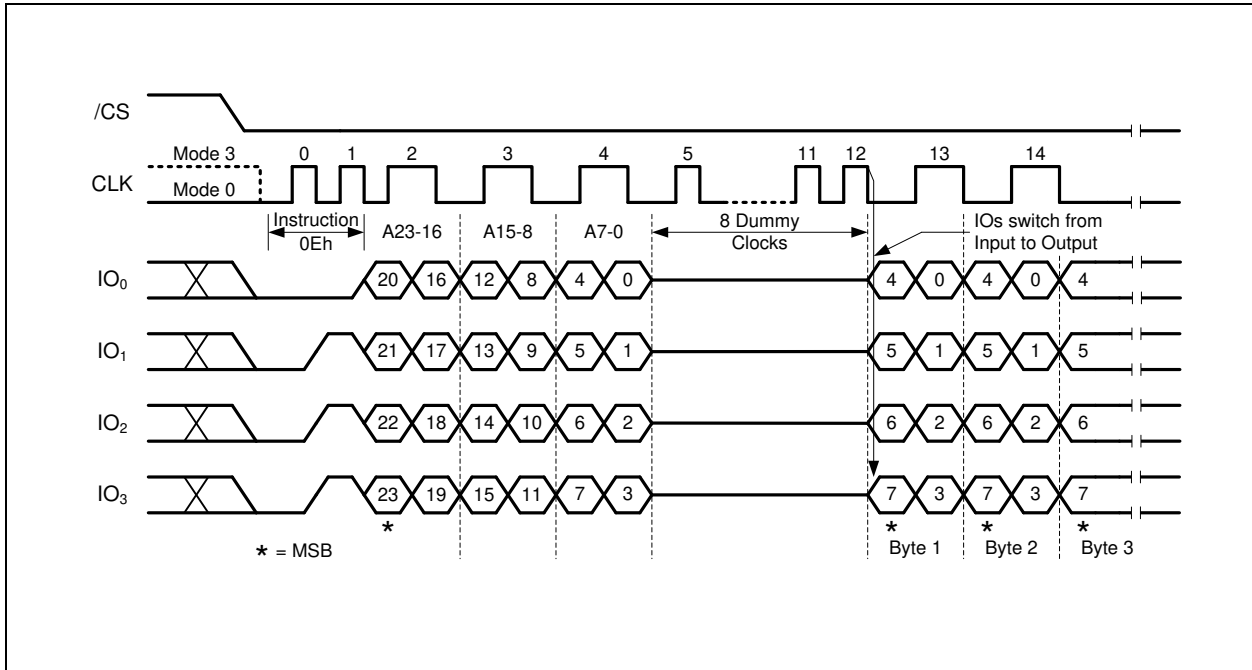 /CS
Mode 3 0 1 2 3 4 5 11 12 13 14
CLK
Mode 0
Instruction
0Eh
A23-16 A15-8 A7-0
8 Dummy
Clocks
IOs switch from
Input to Output
IO0 20 16 12 8 4 0 4 0 4 0 4
IO1 21 17 13 9 5 1 5 1 5 1 5
IO2 22 18 14 10 6 2 6 2 6 2 6
IO3 23 19 15 11 7 3 7 3 7 3 7
* * * *
* = MSB
Byte 1 Byte 2 Byte 3